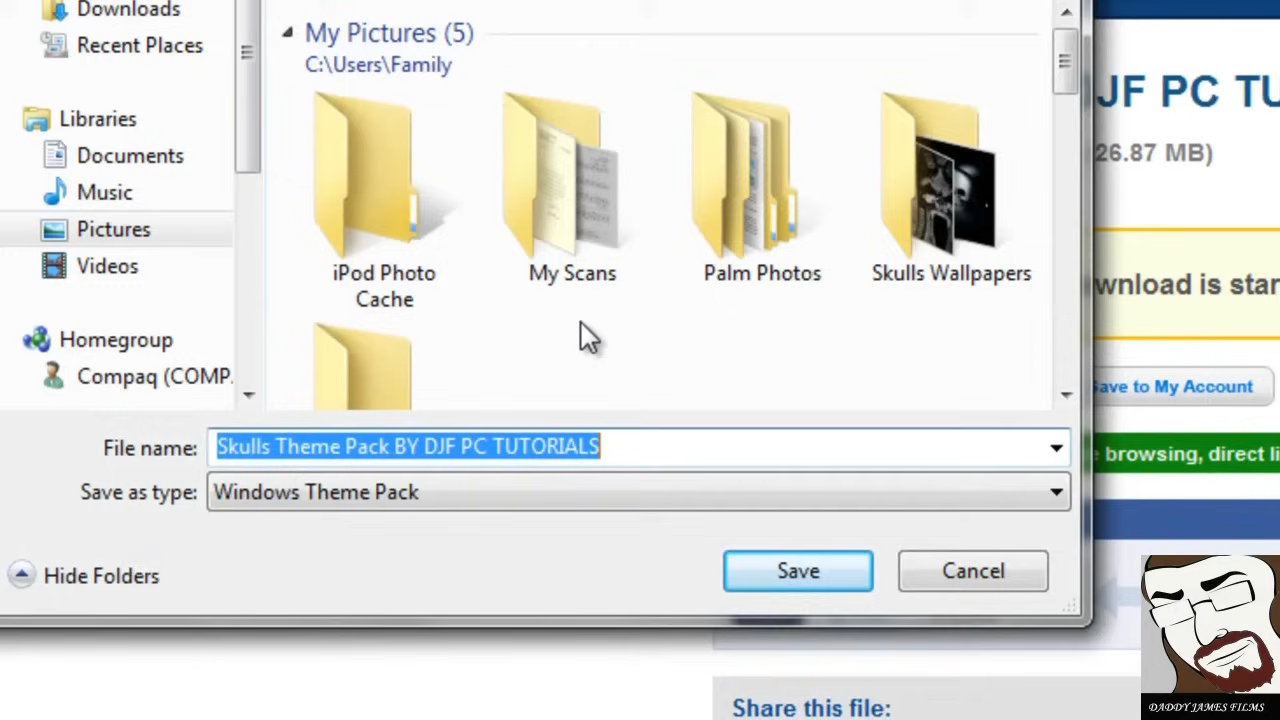 Downloads
Recent Places
Libraries
Documents
Music
Pictures
Videos
Homegroup
Compaq (COMP
My Pictures (5)
C:\Users\Family
iPod Photo
Cache
My Scans
Palm Photos
Skulls Wallpapers
File name: Skulls Theme Pack BY DJF PC TUTORIALS
Save as type: Windows Theme Pack
Hide Folders
Save
Cancel
JF PC TU
26.87 MB)
wnload is star
Save to My Account
e browsing, direct li
Share this file:
DADDY JAMES FILMS